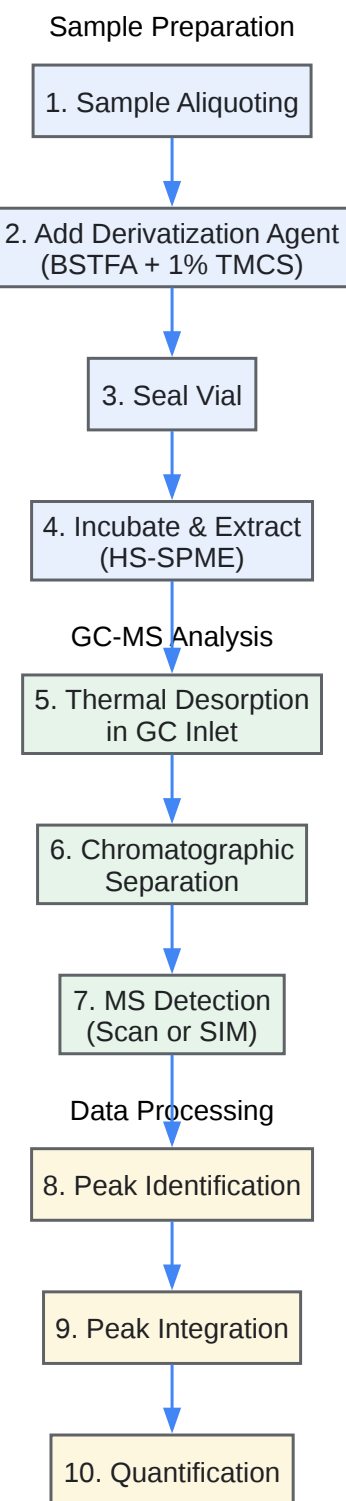 Sample Preparation
1. Sample Aliquoting
2. Add Derivatization Agent
(BSTFA + 1% TMCS)
3. Seal Vial
4. Incubate & Extract
(HS-SPME)
GC-MS Analysis
5. Thermal Desorption
in GC Inlet
6. Chromatographic
Separation
7. MS Detection
(Scan or SIM)
Data Processing
8. Peak Identification
9. Peak Integration
10. Quantification